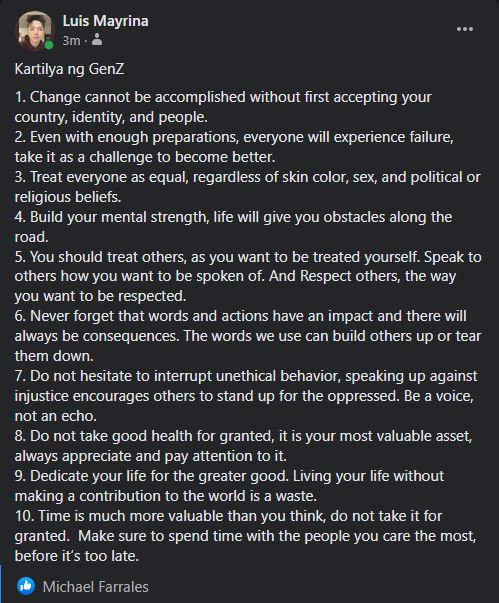 Luis Mayrina
3m ·
Kartilya ng GenZ
1. Change cannot be accomplished without first accepting your
country, identity, and people.
2. Even with enough preparations, everyone will experience failure,
take it as a challenge to become better.
3. Treat everyone as equal, regardless of skin color, sex, and political or
religious beliefs.
4. Build your mental strength, life will give you obstacles along the
road.
5. You should treat others, as you want to be treated yourself. Speak to
others how you want to be spoken of. And Respect others, the way
you want to be respected.
6. Never forget that words and actions have an impact and there will
always be consequences. The words we use can build others up or tear
them down.
7. Do not hesitate to interrupt unethical behavior, speaking up against
injustice encourages others to stand up for the oppressed. Be a voice,
not an echo.
8. Do not take good health for granted, it is your most valuable asset,
always appreciate and pay attention to it.
9. Dedicate your life for the greater good. Living your life without
making a contribution to the world is a waste.
10. Time is much more valuable than you think, do not take it for
granted.  Make sure to spend time with the people you care the most,
before it's too late.
Michael Farrales